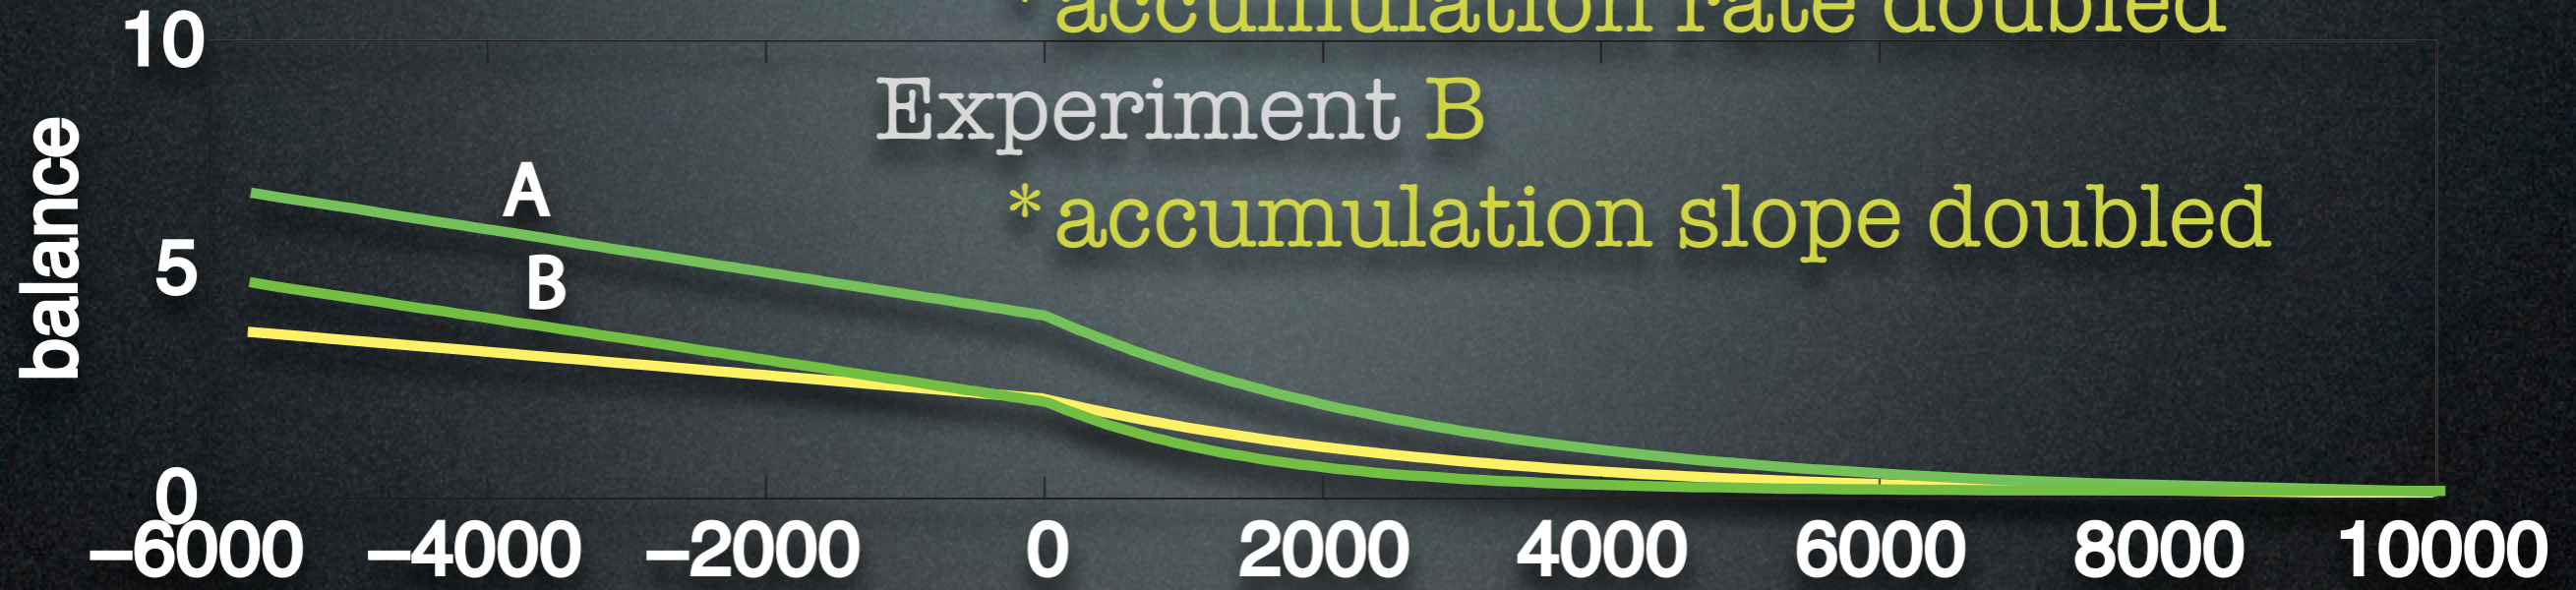 * accumulation rate doubled
10
Experiment B
* accumulation slope doubled
A
B
5
balance
0
–6000 –4000 –2000 0 2000 4000 6000 8000 10000